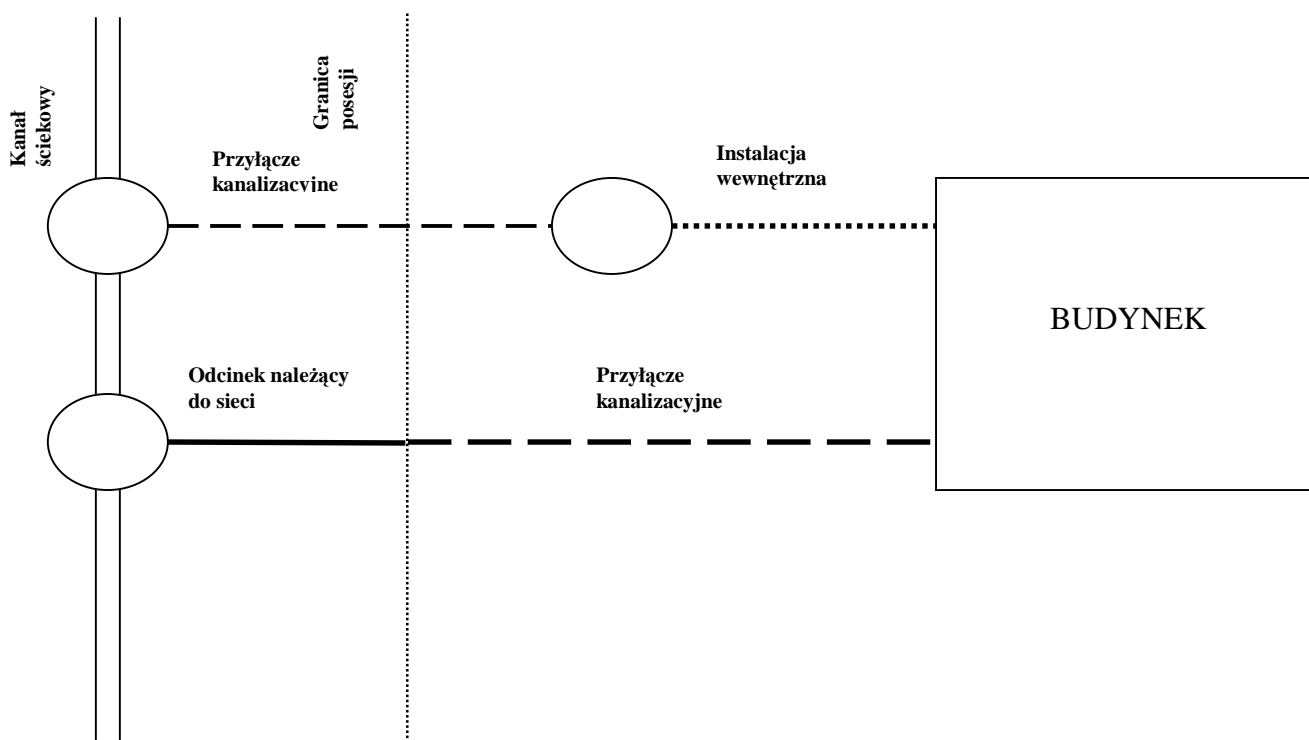 Kanał
ściekowy
Granica
posesji
Przyłącze
kanalizacyjne
Instalacja
wewnętrzna
BUDYNEK
Odcinek należący
do sieci
Przyłącze
kanalizacyjne